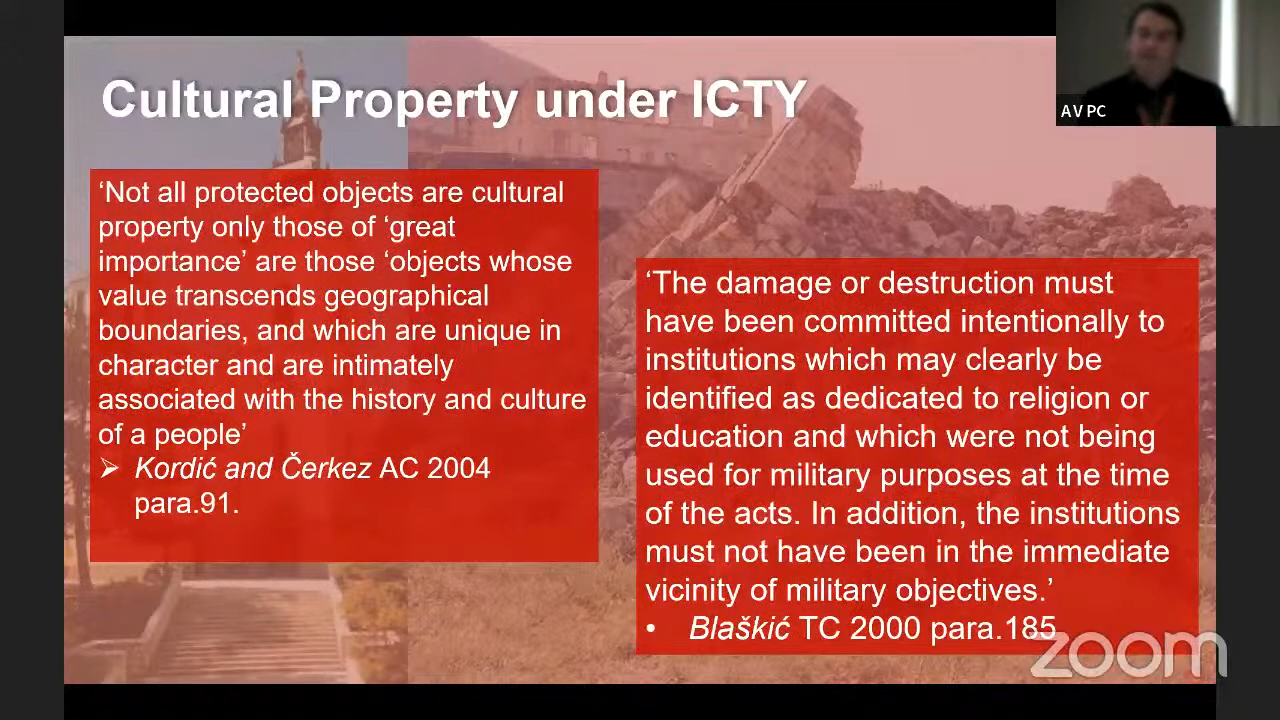 Cultural Property under ICTY
AV PC
‘Not all protected objects are cultural
property only those of ‘great
importance’ are those ‘objects whose
value transcends geographical
boundaries, and which are unique in
character and are intimately
associated with the history and culture
of a people’
➢ Kordić and Čerkez AC 2004
para.91.
‘The damage or destruction must
have been committed intentionally to
institutions which may clearly be
identified as dedicated to religion or
education and which were not being
used for military purposes at the time
of the acts. In addition, the institutions
must not have been in the immediate
vicinity of military objectives.’
• Blaškić TC 2000 para.185
zoom